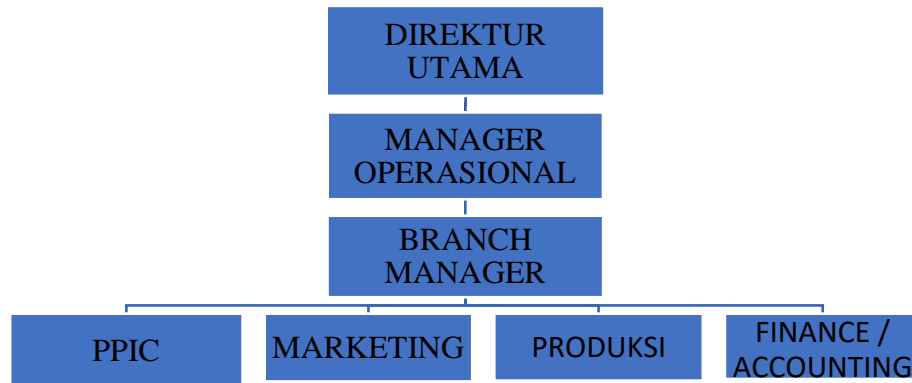 DIREKTUR
UTAMA
MANAGER
OPERASIONAL
BRANCH
MANAGER
PPIC
MARKETING
PRODUKSI
FINANCE /
ACCOUNTING